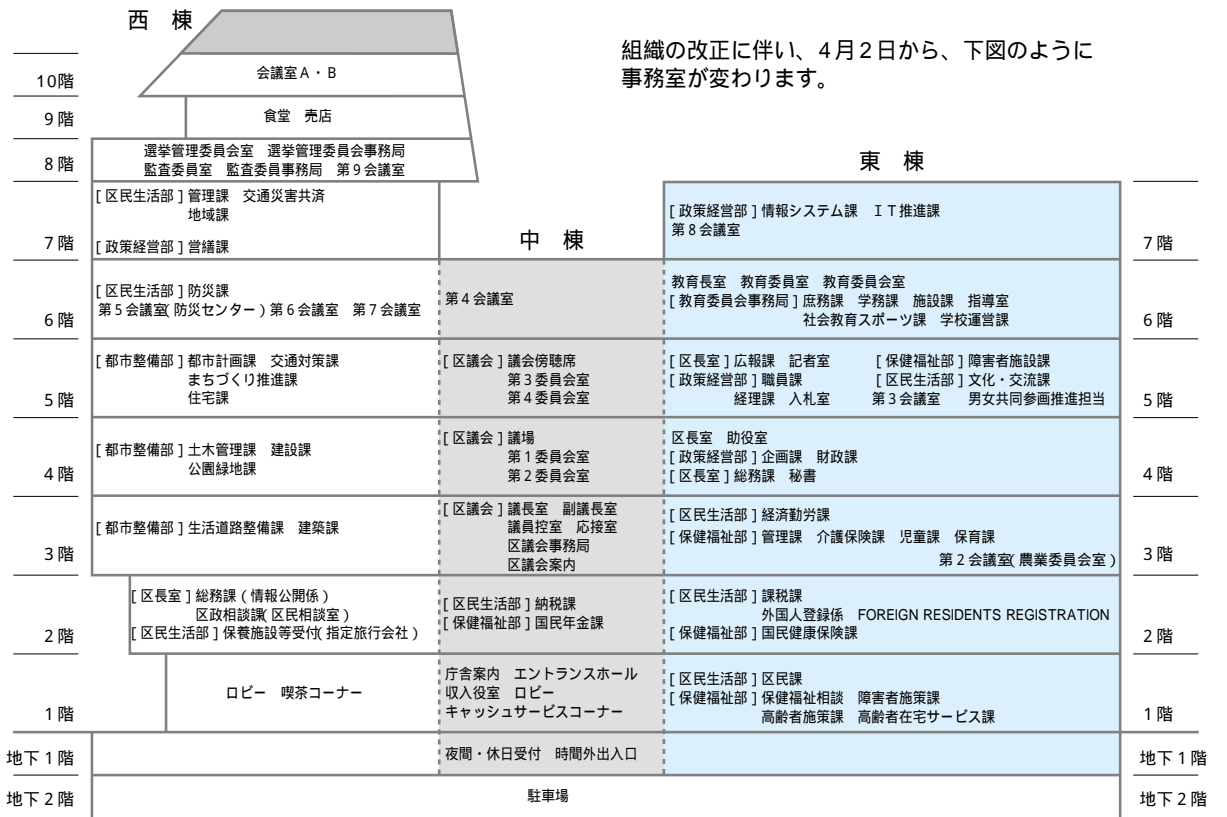 西 棟
組織の改正に伴い、4月2日から、下図のように
事務室が変わります。
10階
会議室A・B
9階
食堂 売店
8階
選挙管理委員会室 選挙管理委員会事務局
監査委員室 監査委員事務局 第9会議室
東 棟
7階
[区民生活部]管理課 交通災害共済
地域課
[政策経営部]営繕課
中 棟
[政策経営部]情報システム課 IT推進課
第8会議室
7階
6階
[区民生活部]防災課
第5会議室(防災センター)第6会議室 第7会議室
第4会議室
教育長室 教育委員室 教育委員会室
[教育委員会事務局]庶務課 学務課 施設課 指導室
社会教育スポーツ課 学校運営課
6階
5階
[都市整備部]都市計画課 交通対策課
まちづくり推進課
住宅課
[区議会]議会傍聴席
第3委員会室
第4委員会室
[区長室]広報課 記者室 [保健福祉部]障害者施設課
[政策経営部]職員課 [区民生活部]文化・交流課
経理課 入札室 第3会議室 男女共同参画推進担当
5階
4階
[都市整備部]土木管理課 建設課
公園緑地課
[区議会]議場
第1委員会室
第2委員会室
区長室 助役室
[政策経営部]企画課 財政課
[区長室]総務課 秘書
4階
3階
[都市整備部]生活道路整備課 建築課
[区議会]議長室 副議長室
議員控室 応接室
区議会事務局
区議会案内
[区民生活部]経済勤労課
[保健福祉部]管理課 介護保険課 児童課 保育課
第2会議室(農業委員会室)
3階
2階
[区長室]総務課(情報公開係)
区政相談課(区民相談室)
[区民生活部]保養施設等受付(指定旅行会社)
[区民生活部]納税課
[保健福祉部]国民年金課
[区民生活部]課税課
外国人登録係 FOREIGN RESIDENTS REGISTRATION
[保健福祉部]国民健康保険課
2階
1階
ロビー 喫茶コーナー
庁舎案内 エントランスホール
収入役室 ロビー
キャッシュサービスコーナー
[区民生活部]区民課
[保健福祉部]保健福祉相談 障害者施策課
高齢者施策課 高齢者在宅サービス課
1階
地下1階
夜間・休日受付 時間外出入口
地下1階
地下2階
駐車場
地下2階